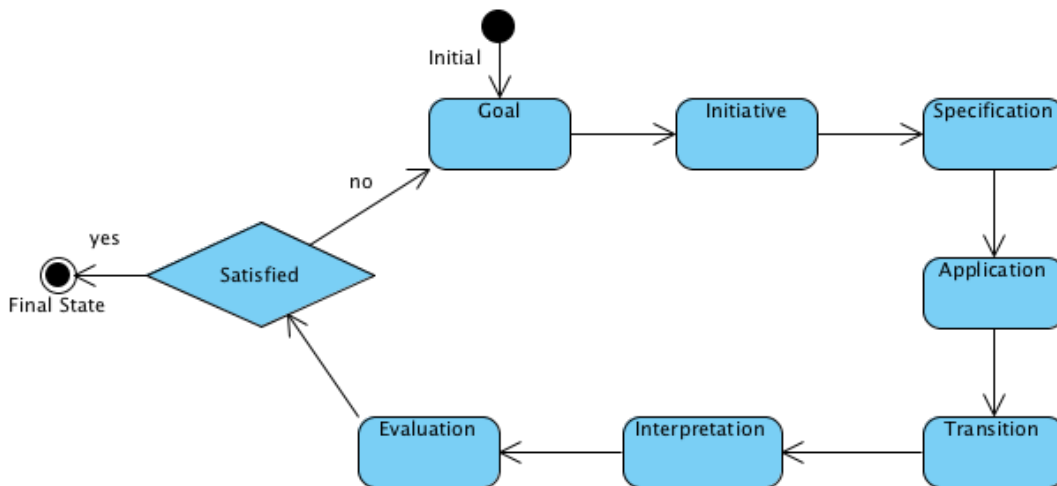 Initial
Goal
Initiative
Specification
no
yes
Satisfied
Application
Final State
Evaluation
Interpretation
Transition